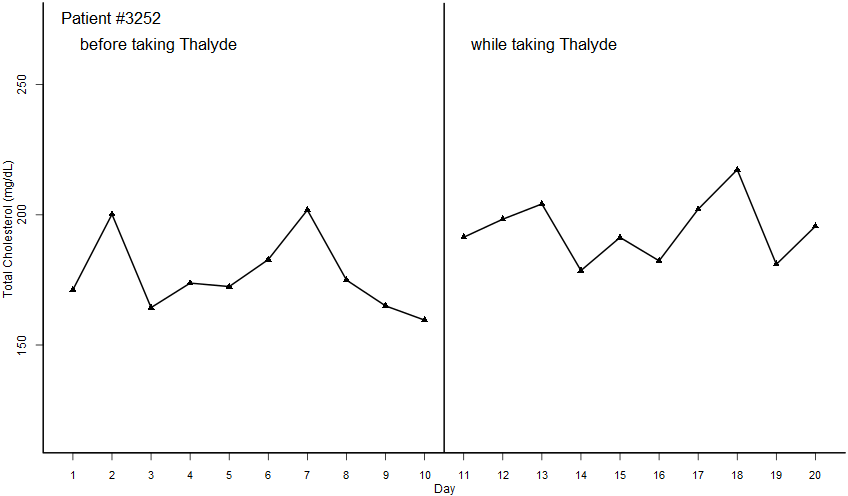 Patient #3252
before taking Thalyde
while taking Thalyde
Total Cholesterol (mg/dL)
250
200
150
1 2 3 4 5 6 7 8 9 10 11 12 13 14 15 16 17 18 19 20
Day